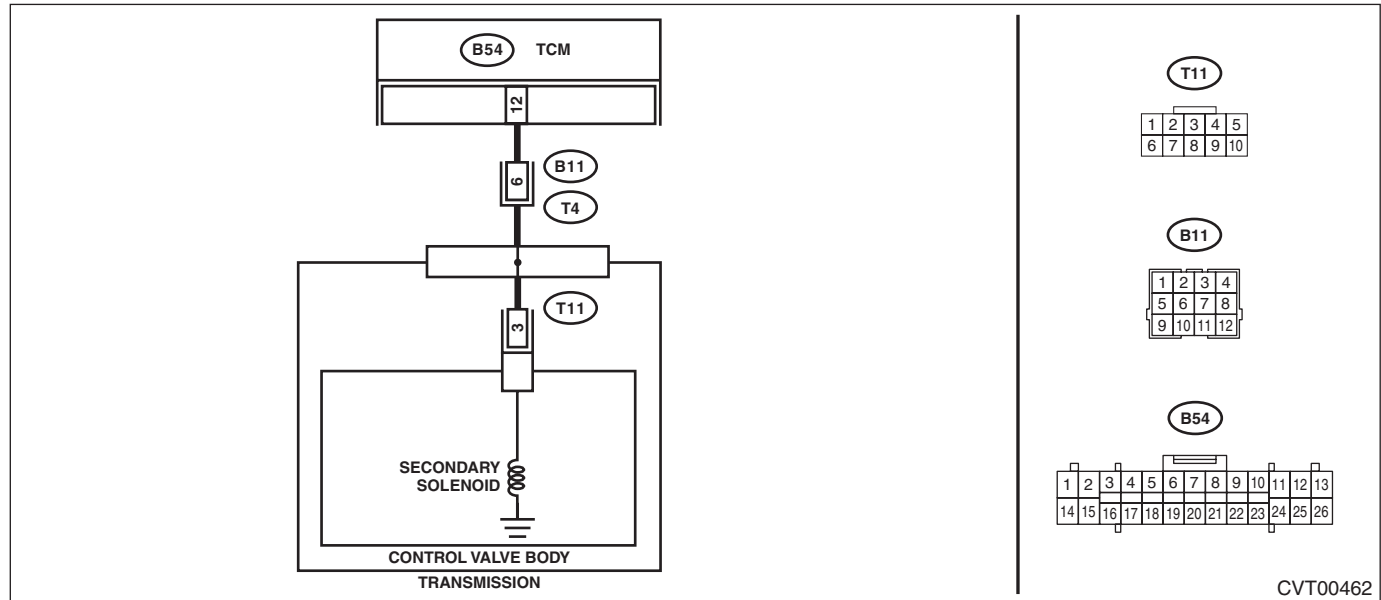 B54 TCM
12
6
B11
T4
T11
3
SECONDARY
SOLENOID
CONTROL VALVE BODY
TRANSMISSION
T11
1 2 3 4 5
6 7 8 9 10
B11
1 2 3 4
5 6 7 8
9 10 11 12
B54
1 2 3 4 5 6 7 8 9 10 11 12 13
14 15 16 17 18 19 20 21 22 23 24 25 26
CVT00462